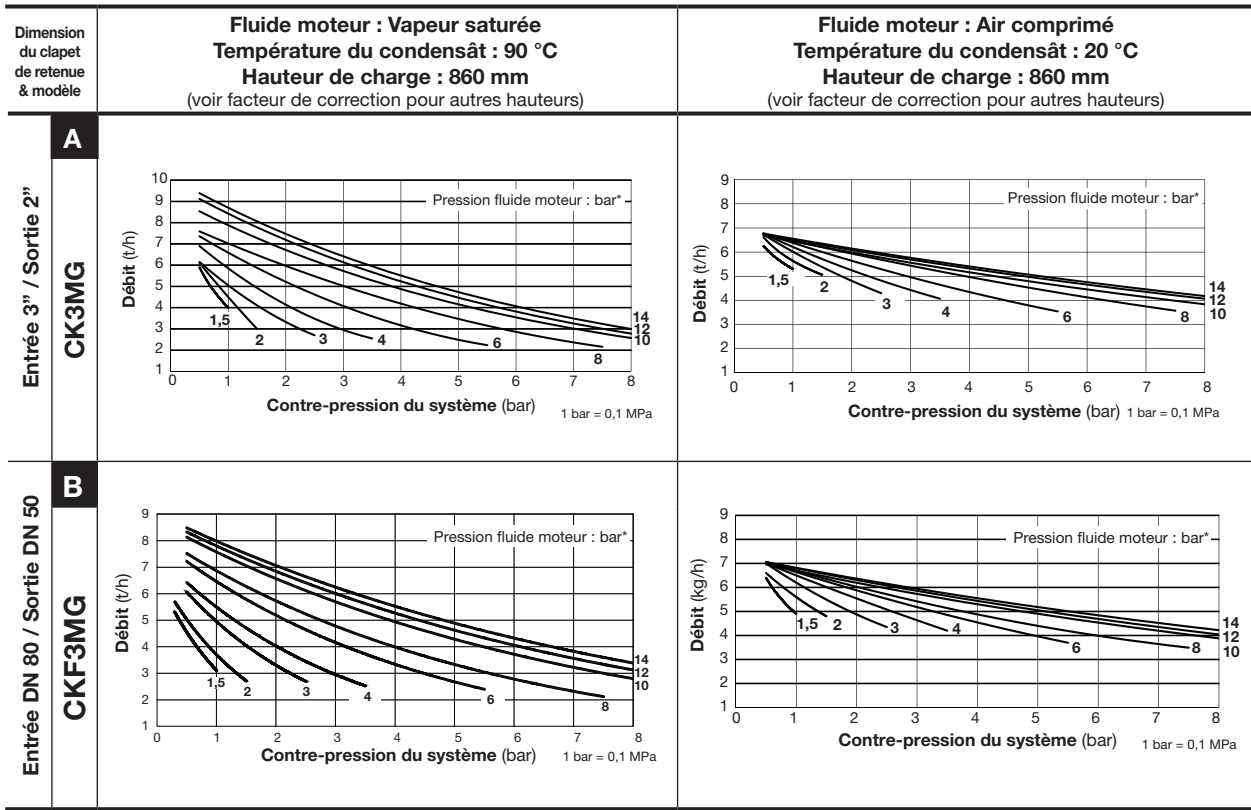 Dimension
du clapet
de retenue
& modèle
Fluide moteur : Vapeur saturée
Température du condensât : 90 °C
Hauteur de charge : 860 mm
(voir facteur de correction pour autres hauteurs)
Fluide moteur : Air comprimé
Température du condensât : 20 °C
Hauteur de charge : 860 mm
(voir facteur de correction pour autres hauteurs)
Entrée 3” / Sortie 2”
A
CK3MG
Débit (t/h)
10
9
8
7
6
5
4
3
2
1
Pression fluide moteur : bar*
1,5
2
3
4
6
8
14
12
10
0 1 2 3 4 5 6 7 8
Contre-pression du système (bar) 1 bar = 0,1 MPa
Débit (t/h)
9
8
7
6
5
4
3
2
1
Pression fluide moteur : bar*
1,5
2
3
4
6
8
14
12
10
0 1 2 3 4 5 6 7 8
Contre-pression du système (bar) 1 bar = 0,1 MPa
Entrée DN 80 / Sortie DN 50
B
CKF3MG
Débit (t/h)
9
8
7
6
5
4
3
2
1
Pression fluide moteur : bar*
1,5
2
3
4
6
8
14
12
10
0 1 2 3 4 5 6 7 8
Contre-pression du système (bar) 1 bar = 0,1 MPa
Débit (kg/h)
9
8
7
6
5
4
3
2
1
Pression fluide moteur : bar*
1,5
2
3
4
6
8
14
12
10
0 1 2 3 4 5 6 7 8
Contre-pression du système (bar) 1 bar = 0,1 MPa